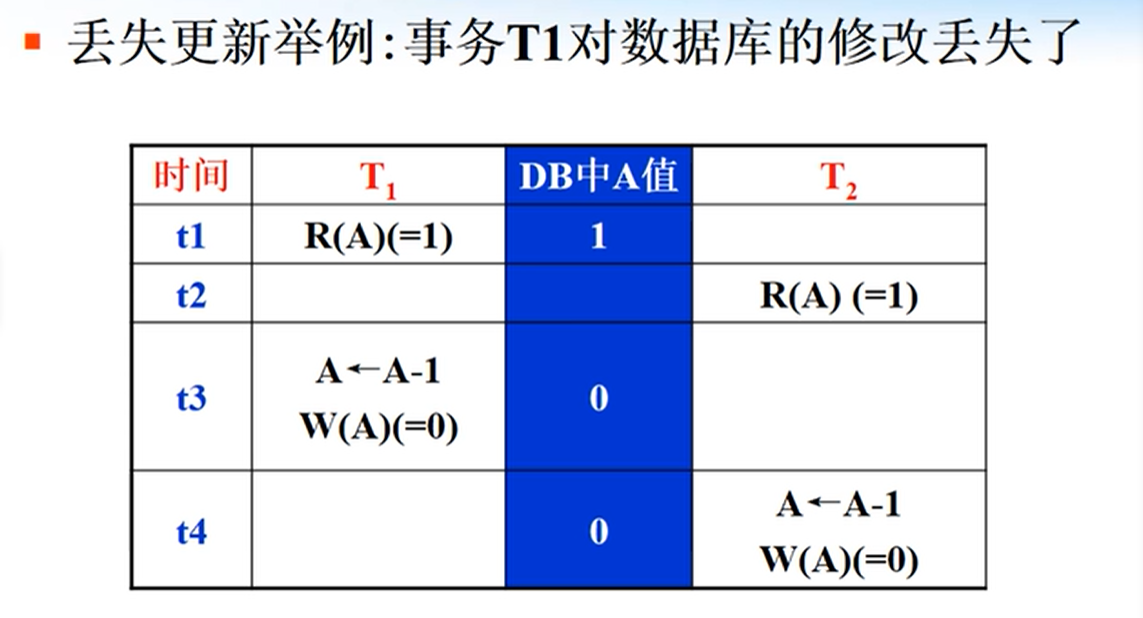 丢失更新举例:事务T1对数据库的修改丢失了
时间 T1 DB中A值 T2
t1 R(A)(=1) 1
t2 R(A) (=1)
t3 A←A-1 W(A)(=0) 0
t4 0 A←A-1 W(A)(=0)